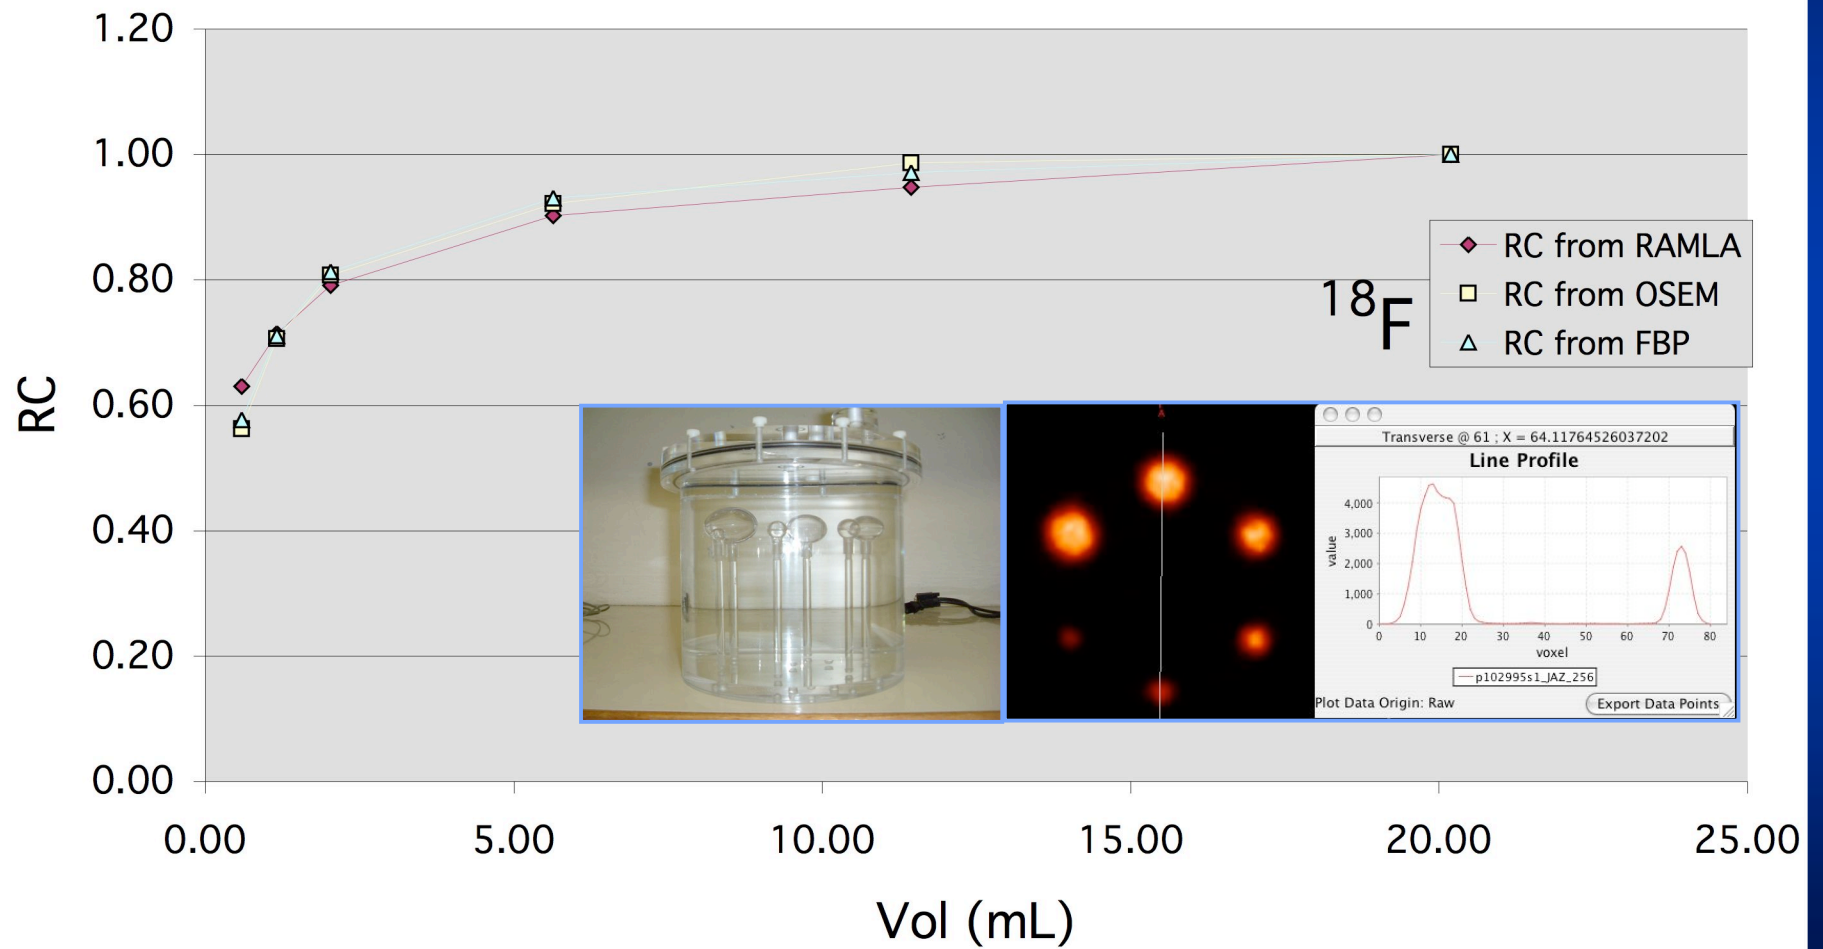 1.20
1.00
0.80
0.60
0.40
0.20
0.00
RC
0.00 5.00 10.00 15.00 20.00 25.00
Vol (mL)
18F
RC from RAMLA
RC from OSEM
RC from FBP
A
Transverse @ 61 ; X = 64.11764526037202
Line Profile
4,000
3,000
2,000
1,000
0
value
0 10 20 30 40 50 60 70 80
voxel
p102995s1_JAZ_256
Plot Data Origin: Raw
Export Data Points